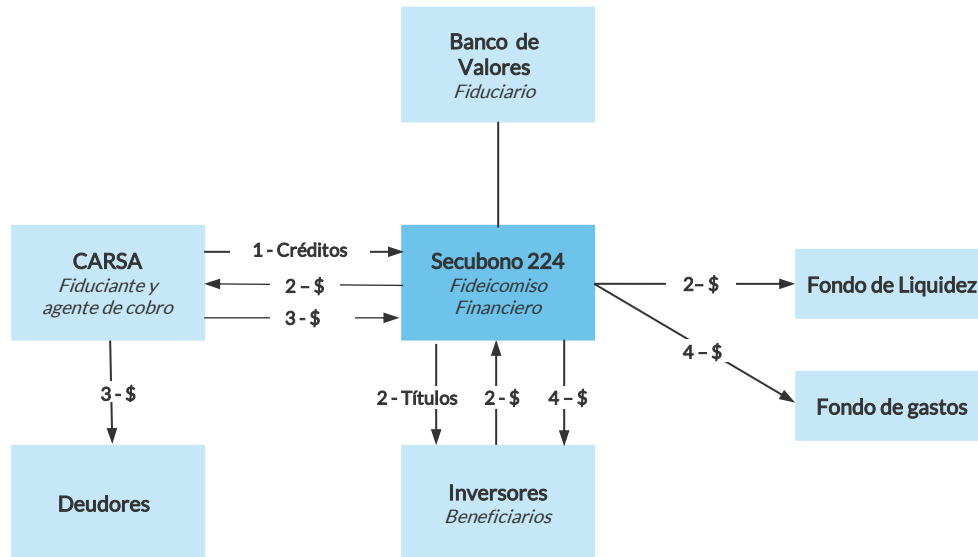 Banco de
Valores
Fiduciario
CARSA
Fiduciante y
agente de cobro
1 - Créditos
2 – $
3 - $
Secubono 224
Fideicomiso
Financiero
2– $
Fondo de Liquidez
4 – $
Fondo de gastos
3 - $
2 - Títulos
2 - $
4 - $
Deudores
Inversores
Beneficiarios